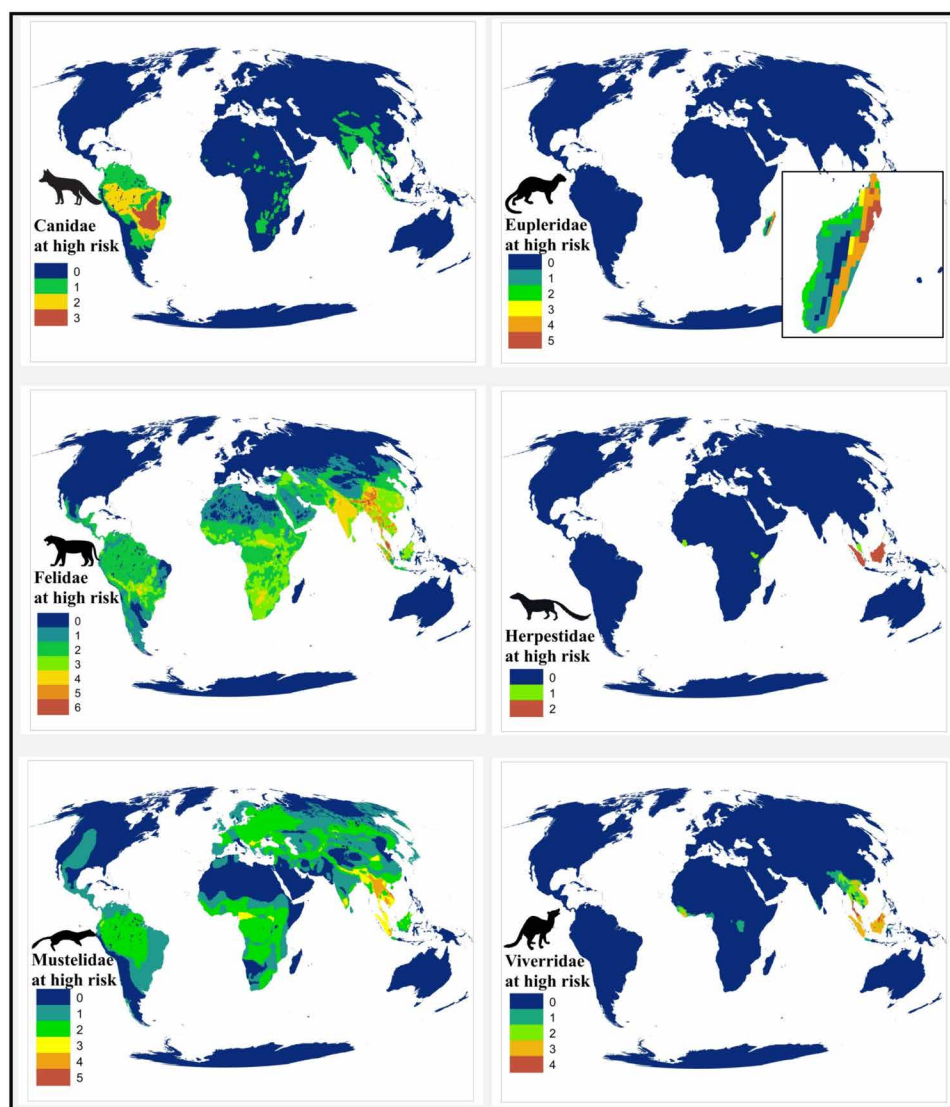 Canidae
at high risk
0
1
2
3
Eupleridae
at high risk
0
1
2
3
4
5
Felidae
at high risk
0
1
2
3
4
5
6
Herpestidae
at high risk
0
1
2
Mustelidae
at high risk
0
1
2
3
4
5
Viverridae
at high risk
0
1
2
3
4